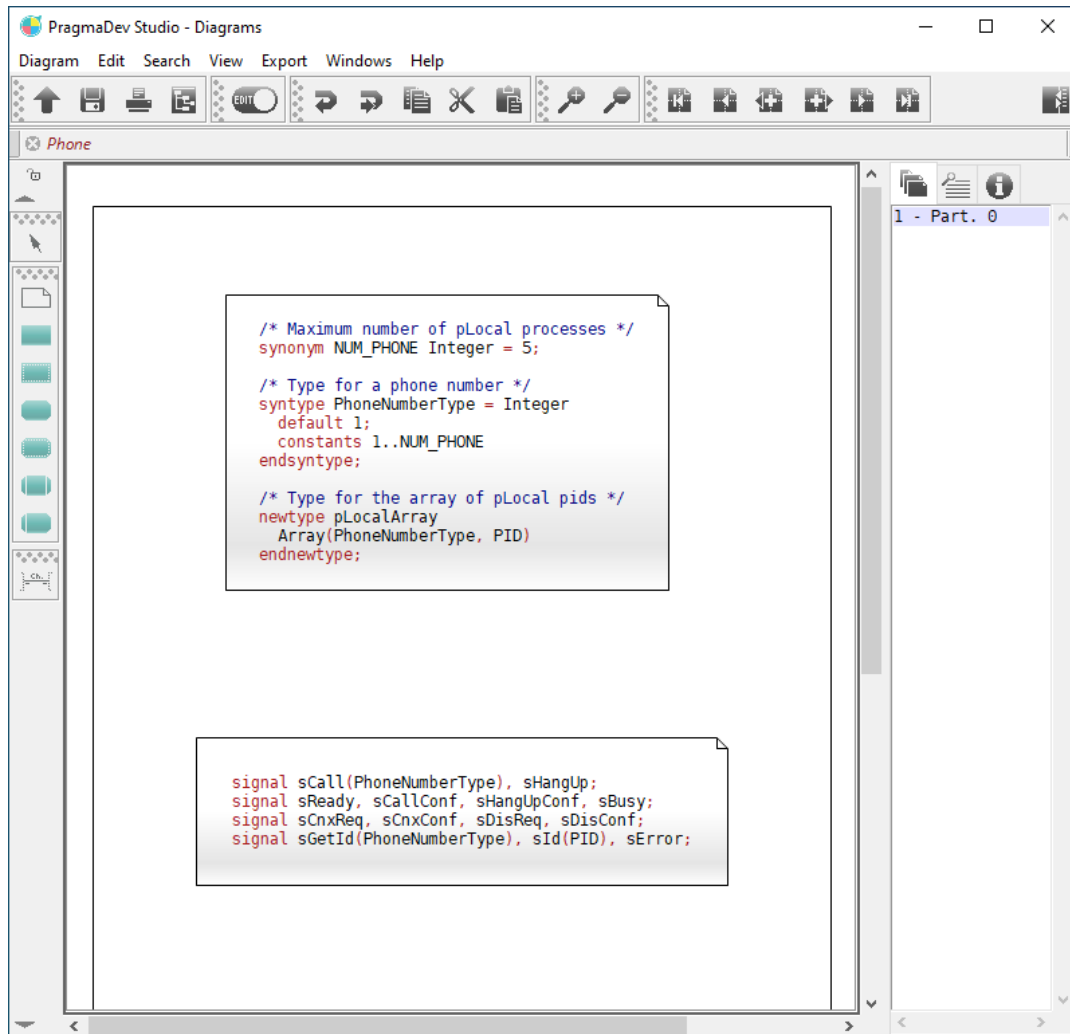 PragmaDev Studio - Diagrams
Diagram Edit Search View Export Windows Help
EDIT
Phone
1 - Part. 0
/* Maximum number of pLocal processes */
synonym NUM_PHONE Integer = 5;
/* Type for a phone number */
syntype PhoneNumberType = Integer
default 1;
constants 1..NUM_PHONE
endsyntype;
/* Type for the array of pLocal pids */
newtype pLocalArray
Array(PhoneNumberType, PID)
endnewtype;
Ch.
signal sCall(PhoneNumberType), sHangUp;
signal sReady, sCallConf, sHangUpConf, sBusy;
signal sCnxReq, sCnxConf, sDisReq, sDisConf;
signal sGetId(PhoneNumberType), sId(PID), sError;